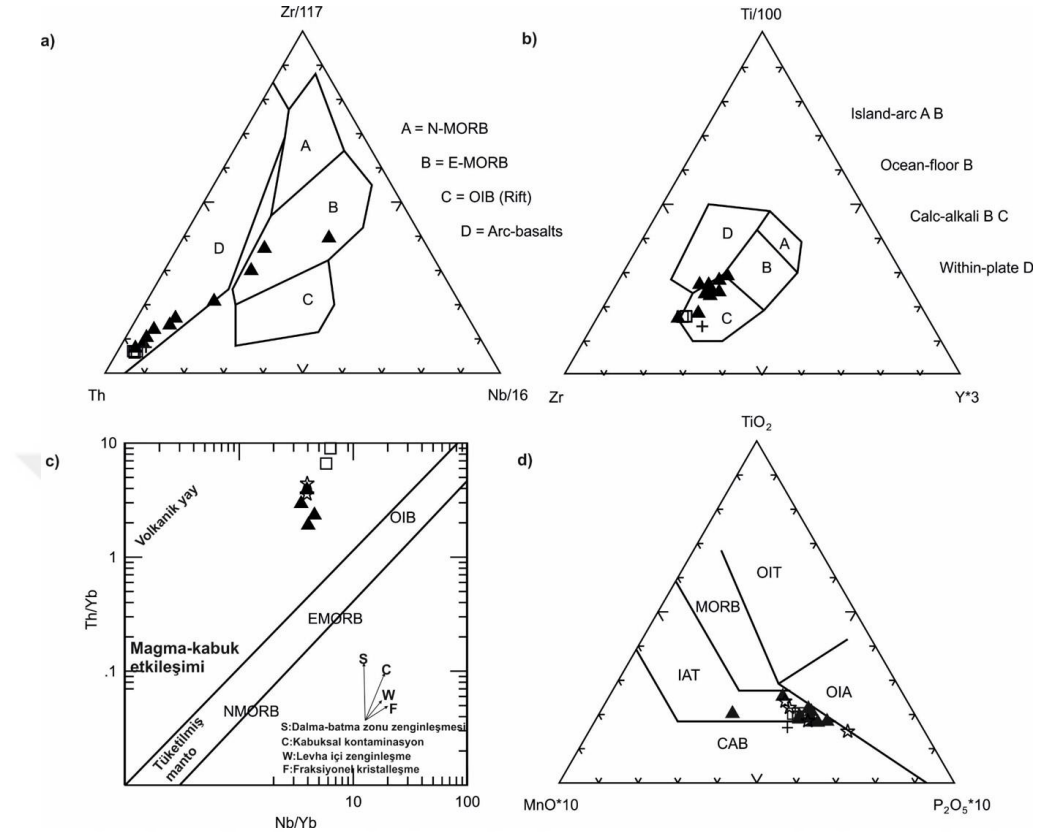 a)
Zr/117
A = N-MORB
B = E-MORB
C = OIB (Rift)
D = Arc-basalts
A
B
C
D
Th
Nb/16
b)
Ti/100
Island-arc A B
Ocean-floor B
Calc-alkali B C
Within-plate D
D
A
B
C
Zr
Y*3
c)
10
1
.1
Th/Yb
Volkanik yay
Magma-kabuk
etkileşimi
Tüketilmiş
manto
OIB
EMORB
NMORB
S
C
W
F
S:Dalma-batma zonu zenginleşmesi
C:Kabuksal kontaminasyon
W:Levha içi zenginleşme
F:Fraksiyonel kristalleşme
10
100
Nb/Yb
d)
TiO2
OIT
MORB
IAT
OIA
CAB
MnO*10
P2O5*10